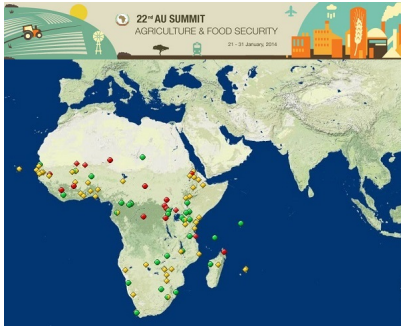 22nd AU SUMMIT
AGRICULTURE & FOOD SECURITY
21 - 31 January, 2014